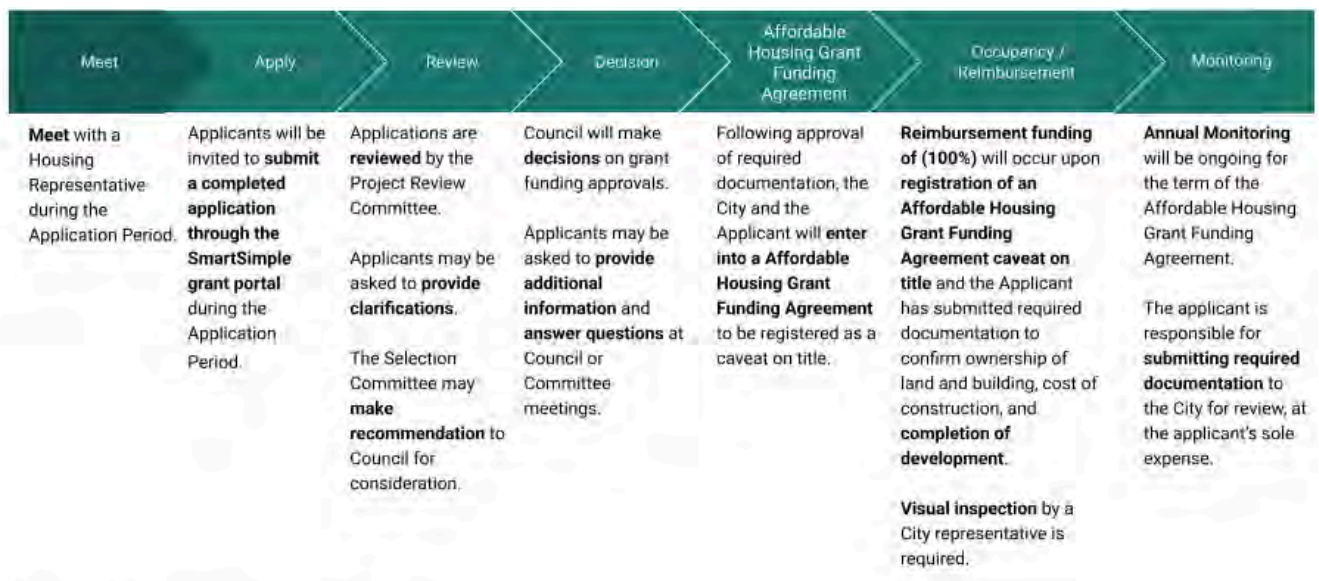 Meet
Apply
Review
Decision
Affordable
Housing Grant
Funding
Agreement
Occupancy /
Reimbursement
Monitoring
Meet with a
Housing
Representative
during the
Application Period.
Applicants will be
invited to submit
a completed
application
through the
SmartSimple
grant portal
during the
Application
Period.
Applications are
reviewed by the
Project Review
Committee.
Applicants may be
asked to provide
clarifications.
The Selection
Committee may
make
recommendation to
Council for
consideration.
Council will make
decisions on grant
funding approvals.
Applicants may be
asked to provide
additional
information and
answer questions at
Council or
Committee
meetings.
Following approval
of required
documentation, the
City and the
Applicant will enter
into a Affordable
Housing Grant
Funding Agreement
to be registered as a
caveat on title.
Reimbursement funding
of (100%) will occur upon
registration of an
Affordable Housing
Grant Funding
Agreement caveat on
title and the Applicant
has submitted required
documentation to
confirm ownership of
land and building, cost of
construction, and
completion of
development.
Visual inspection by a
City representative is
required.
Annual Monitoring
will be ongoing for
the term of the
Affordable Housing
Grant Funding
Agreement.
The applicant is
responsible for
submitting required
documentation to
the City for review, at
the applicant's sole
expense.